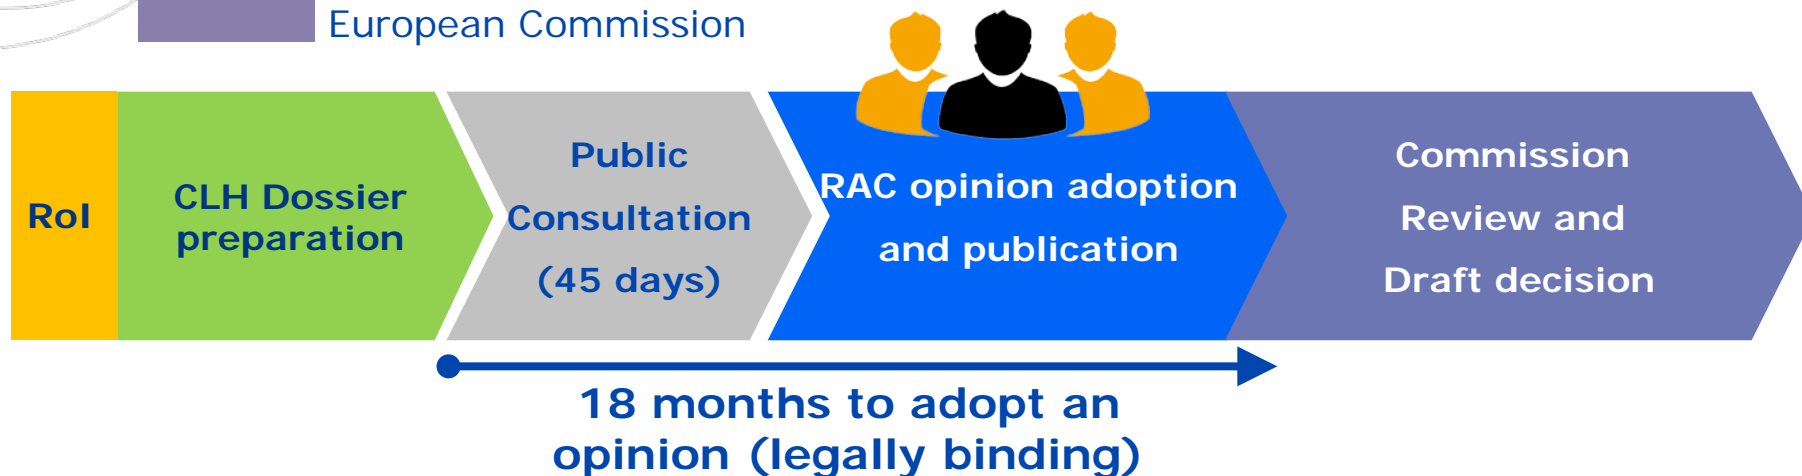 European Commission
RoI
CLH Dossier
preparation
Public
Consultation
(45 days)
RAC opinion adoption
and publication
Commission
Review and
Draft decision
18 months to adopt an
opinion (legally binding)